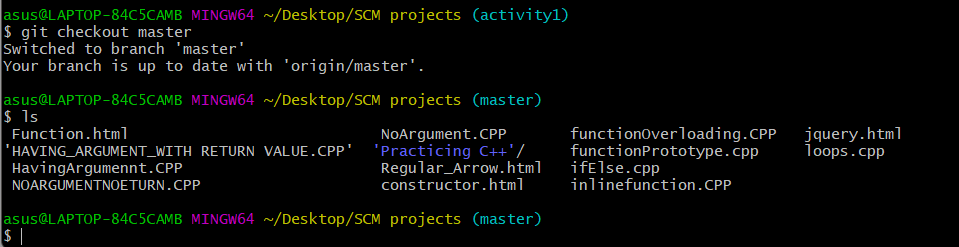 asus@LAPTOP-84C5CAMB MINGW64 ~/Desktop/SCM projects (activity1)
$ git checkout master
Switched to branch 'master'
Your branch is up to date with 'origin/master'.

asus@LAPTOP-84C5CAMB MINGW64 ~/Desktop/SCM projects (master)
$ ls
 Function.html                          NoArgument.CPP       functionOverloading.CPP   jquery.html
'HAVING_ARGUMENT_WITH RETURN VALUE.CPP'  'Practicing C++'/     functionPrototype.cpp     loops.cpp
 HavingArgumennt.CPP                    Regular_Arrow.html   ifElse.cpp
 NOARGUMENTNOETURN.CPP                  constructor.html     inlinefunction.CPP

asus@LAPTOP-84C5CAMB MINGW64 ~/Desktop/SCM projects (master)
$